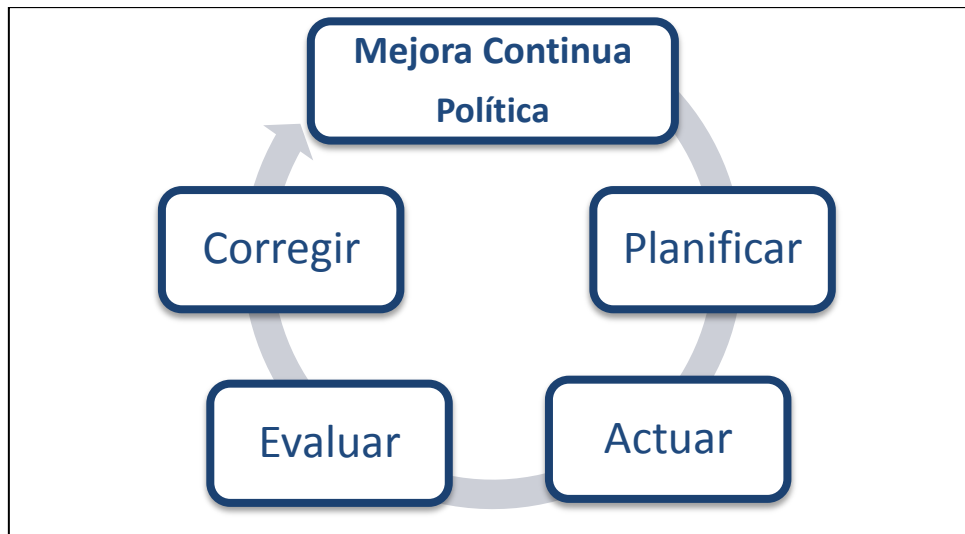 Mejora Continua
Política
Planificar
Actuar
Evaluar
Corregir